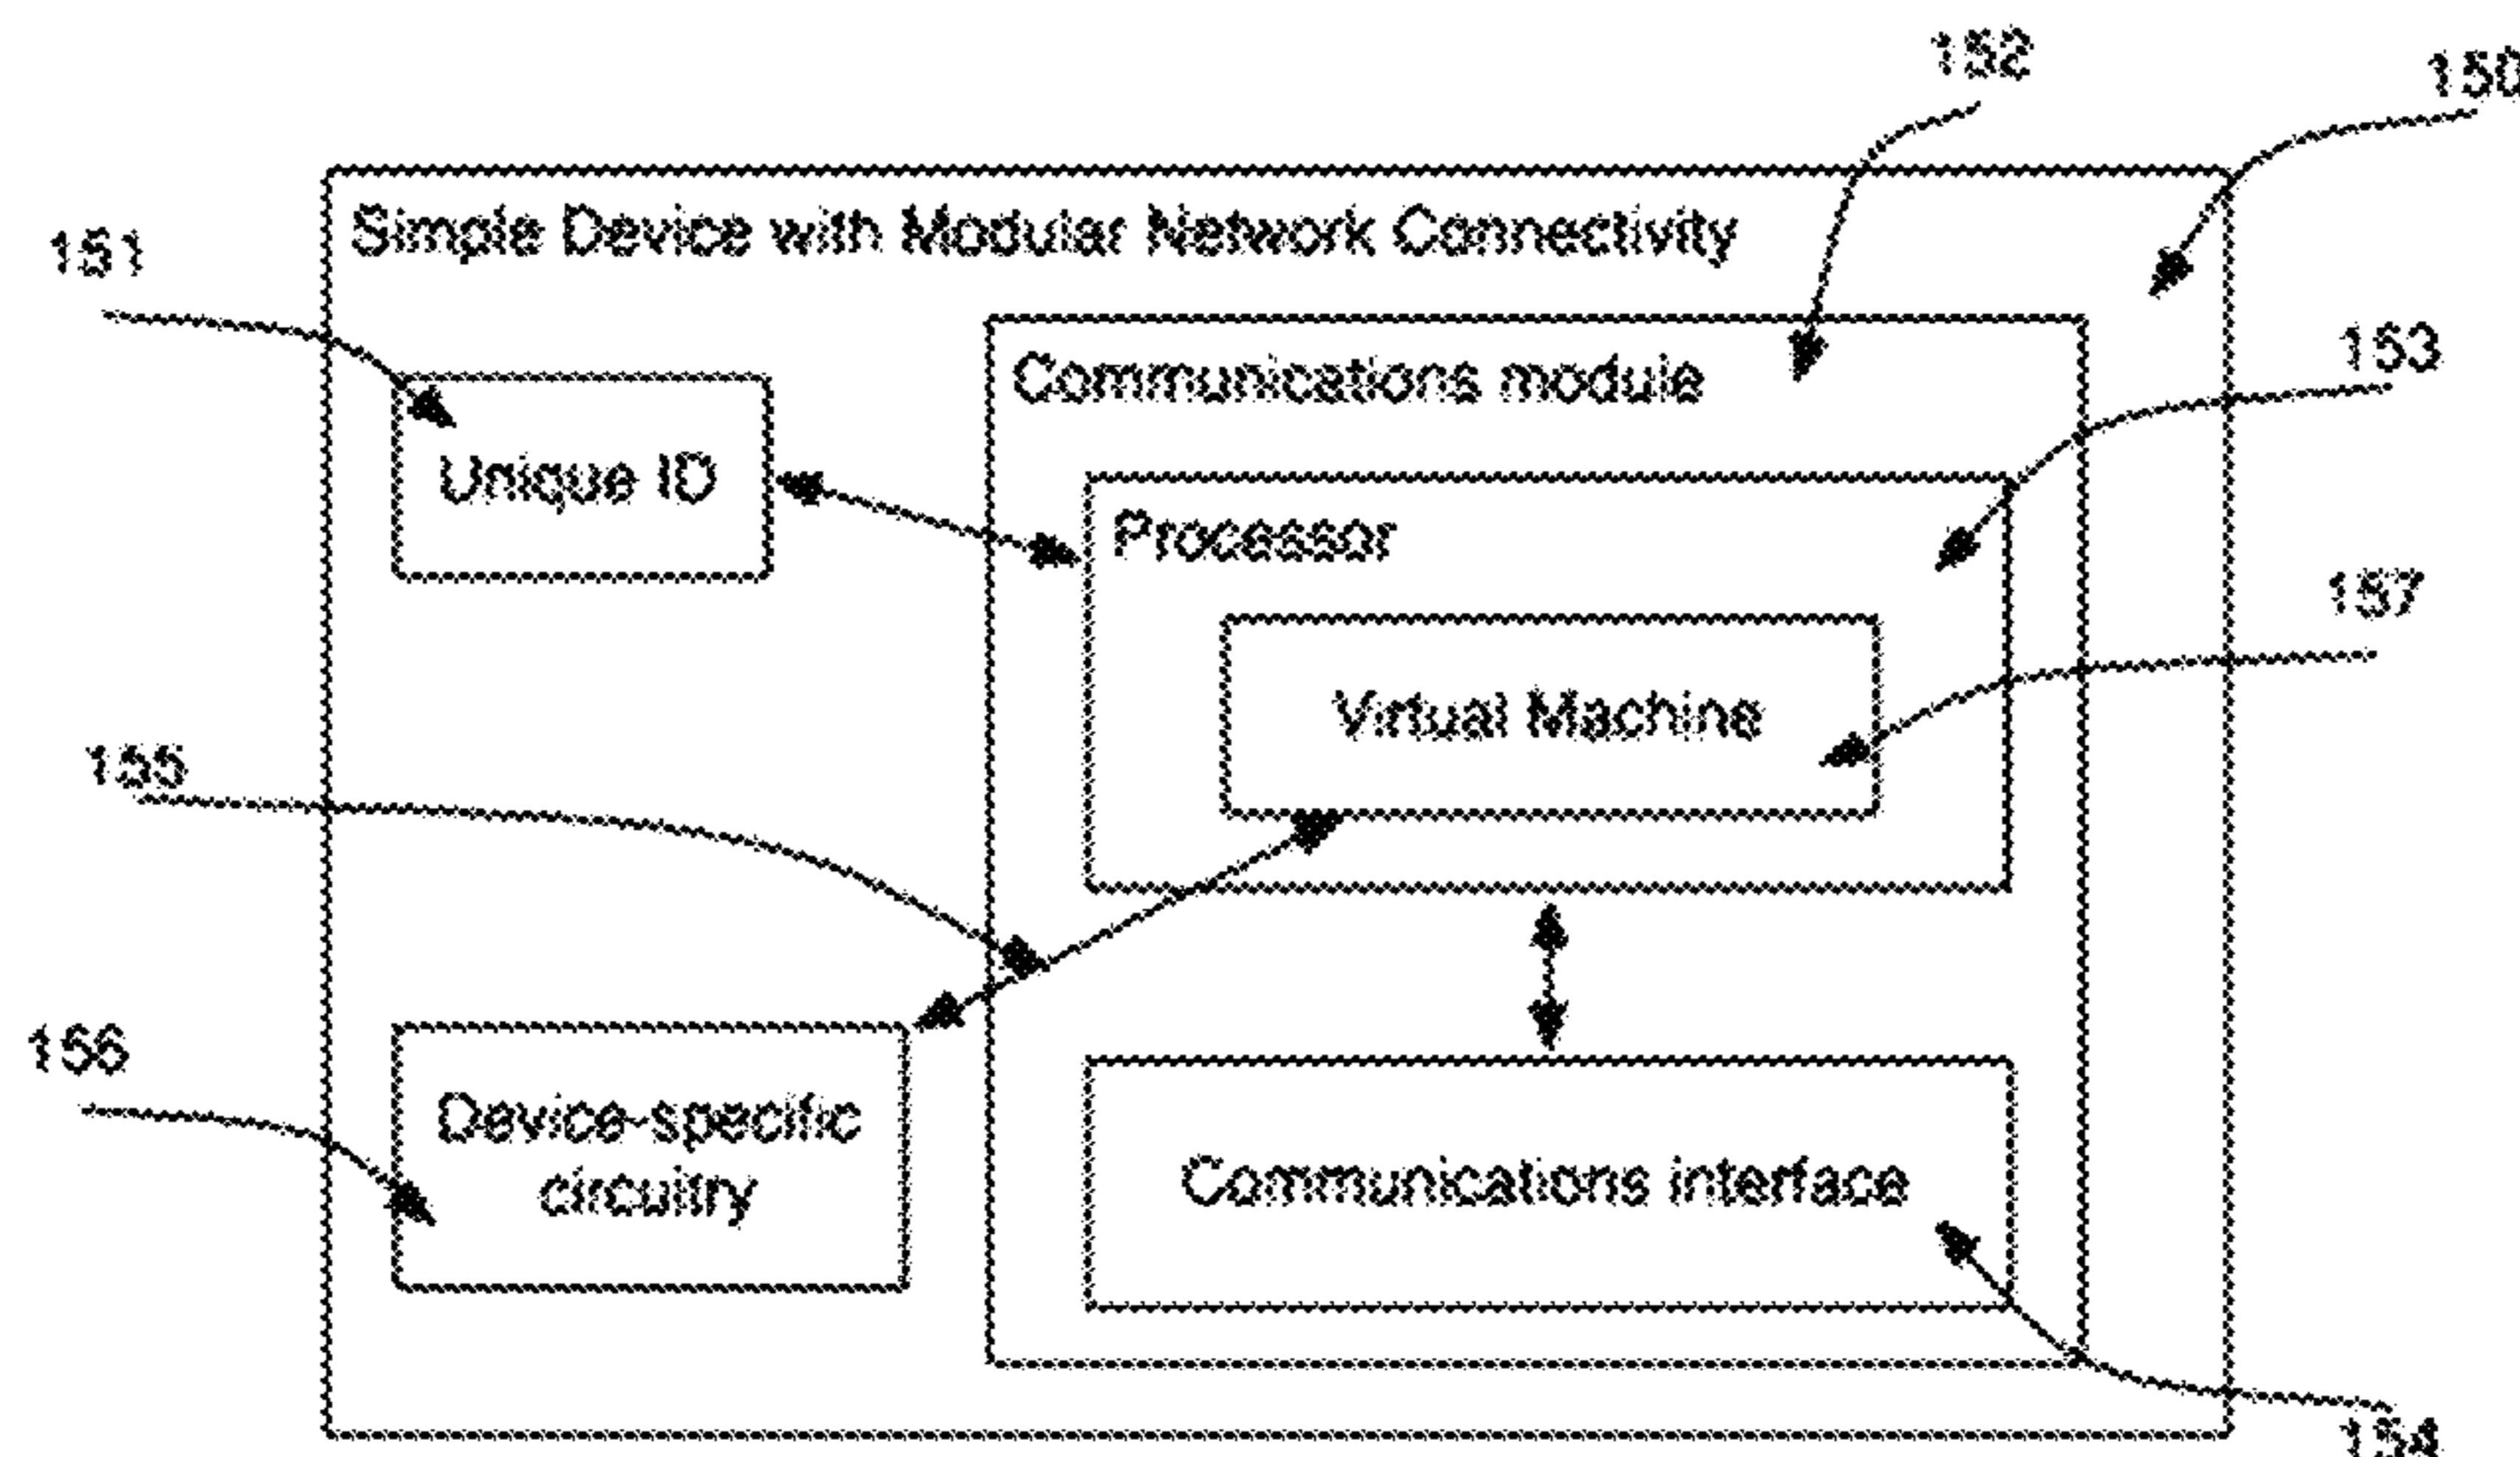 152
150
Simple Device with Modular Network Connectivity
151
Communications module
153
Unique ID
Processor
157
Virtual Machine
155
156
Device-specific
circuitry
Communications interface
154